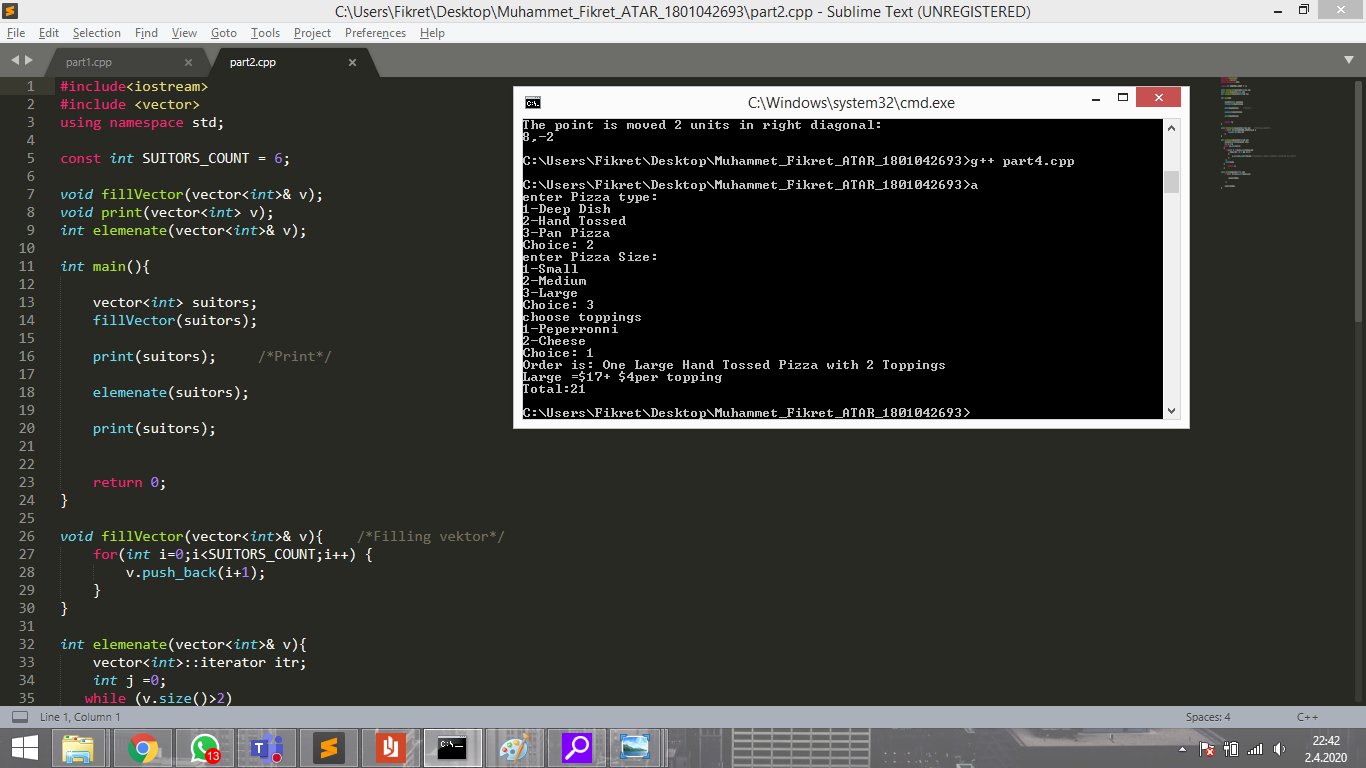 C:\Users\Fikret\Desktop\Muhammet_Fikret_ATAR_1801042693\part2.cpp - Sublime Text (UNREGISTERED)
File Edit Selection Find View Goto Tools Project Preferences Help
part1.cpp × part2.cpp ×
1 #include<iostream>
2 #include <vector>
3 using namespace std;
4
5 const int SUITORS_COUNT = 6;
6
7 void fillVector(vector<int>& v);
8 void print(vector<int> v);
9 int elemenate(vector<int>& v);
10
11 int main(){
12
13 vector<int> suitors;
14 fillVector(suitors);
15
16 print(suitors); /*Print*/
17
18 elemenate(suitors);
19
20 print(suitors);
21
22
23 return 0;
24 }
25
26 void fillVector(vector<int>& v){ /*Filling vektor*/
27 for(int i=0;i<SUITORS_COUNT;i++) {
28 v.push_back(i+1);
29 }
30 }
31
32 int elemenate(vector<int>& v){
33 vector<int>::iterator itr;
34 int j =0;
35 while (v.size()>2)
C:\Windows\system32\cmd.exe
The point is moved 2 units in right diagonal:
8,-2
C:\Users\Fikret\Desktop\Muhammet_Fikret_ATAR_1801042693>g++ part4.cpp
C:\Users\Fikret\Desktop\Muhammet_Fikret_ATAR_1801042693>a
enter Pizza type:
1-Deep Dish
2-Hand Tossed
3-Pan Pizza
Choice: 2
enter Pizza Size:
1-Small
2-Medium
3-Large
Choice: 3
choose toppings
1-Peperronni
2-Cheese
Choice: 1
Order is: One Large Hand Tossed Pizza with 2 Toppings
Large =$17+ $4per topping
Total:21
C:\Users\Fikret\Desktop\Muhammet_Fikret_ATAR_1801042693>
Line 1, Column 1 Spaces: 4 C++
13
22:42
2.4.2020